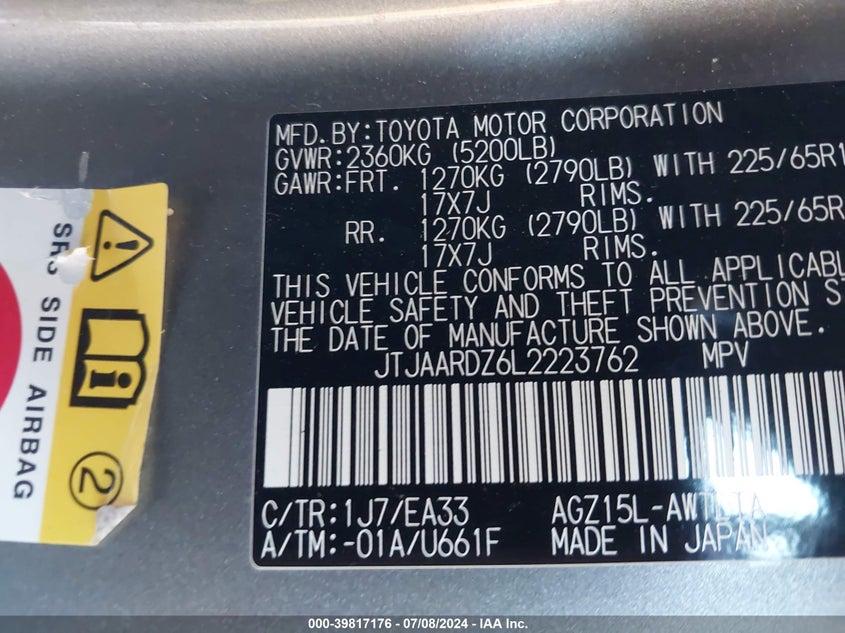 MFD.BY:TOYOTA MOTOR CORPORATION
GVWR:2360KG (5200LB)
GAWR:FRT. 1270KG (2790LB) WITH 225/65R1
17X7J RIMS.
RR. 1270KG (2790LB) WITH 225/65R
17X7J RIMS.
THIS VEHICLE CONFORMS TO ALL APPLICABL
VEHICLE SAFETY AND THEFT PREVENTION S
THE DATE OF MANUFACTURE SHOWN ABOVE.
JTJAARDZ6L2223762 MPV
C/TR:1J7/EA33 AGZ15L-AW
A/TM:-01A/U661F MADE IN JAPAN
SRS SIDE AIRBAG
2
000-39817176 - 07/08/2024 - IAA Inc.